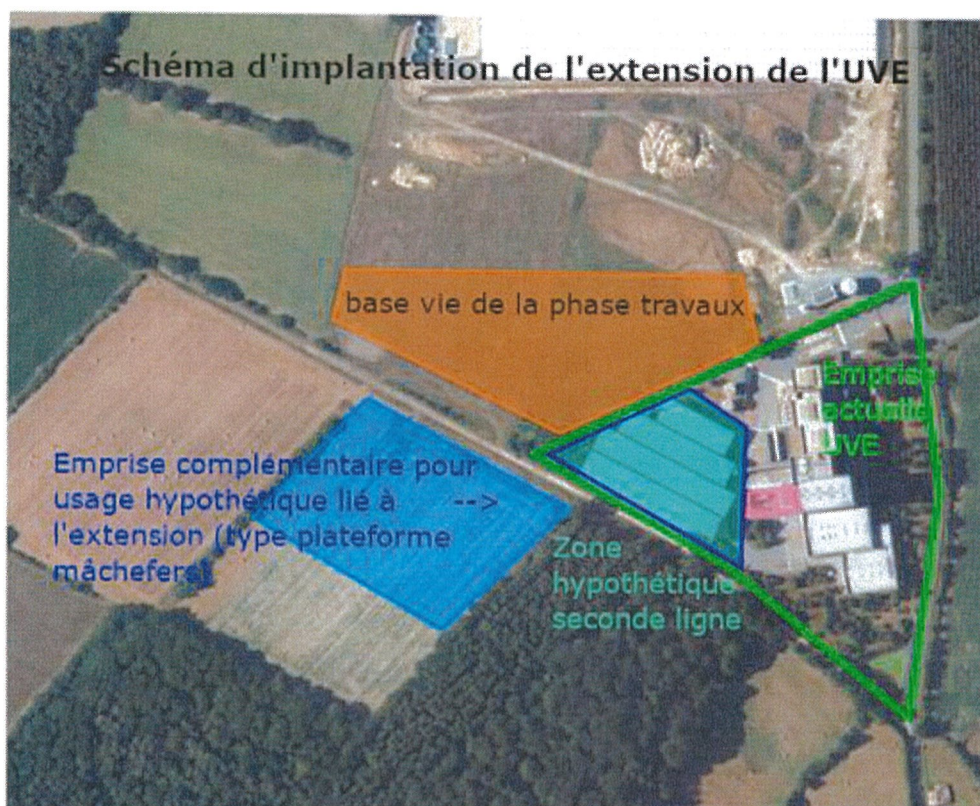 Schéma d'implantation de l'extension de l'UVE
base vie de la phase travaux
Emprise
actuelle
UVE
Emprise complémentaire pour
usage hypothétique lié à -->
l'extension (type plateforme
mâchefers)
Zone
hypothétique
seconde ligne